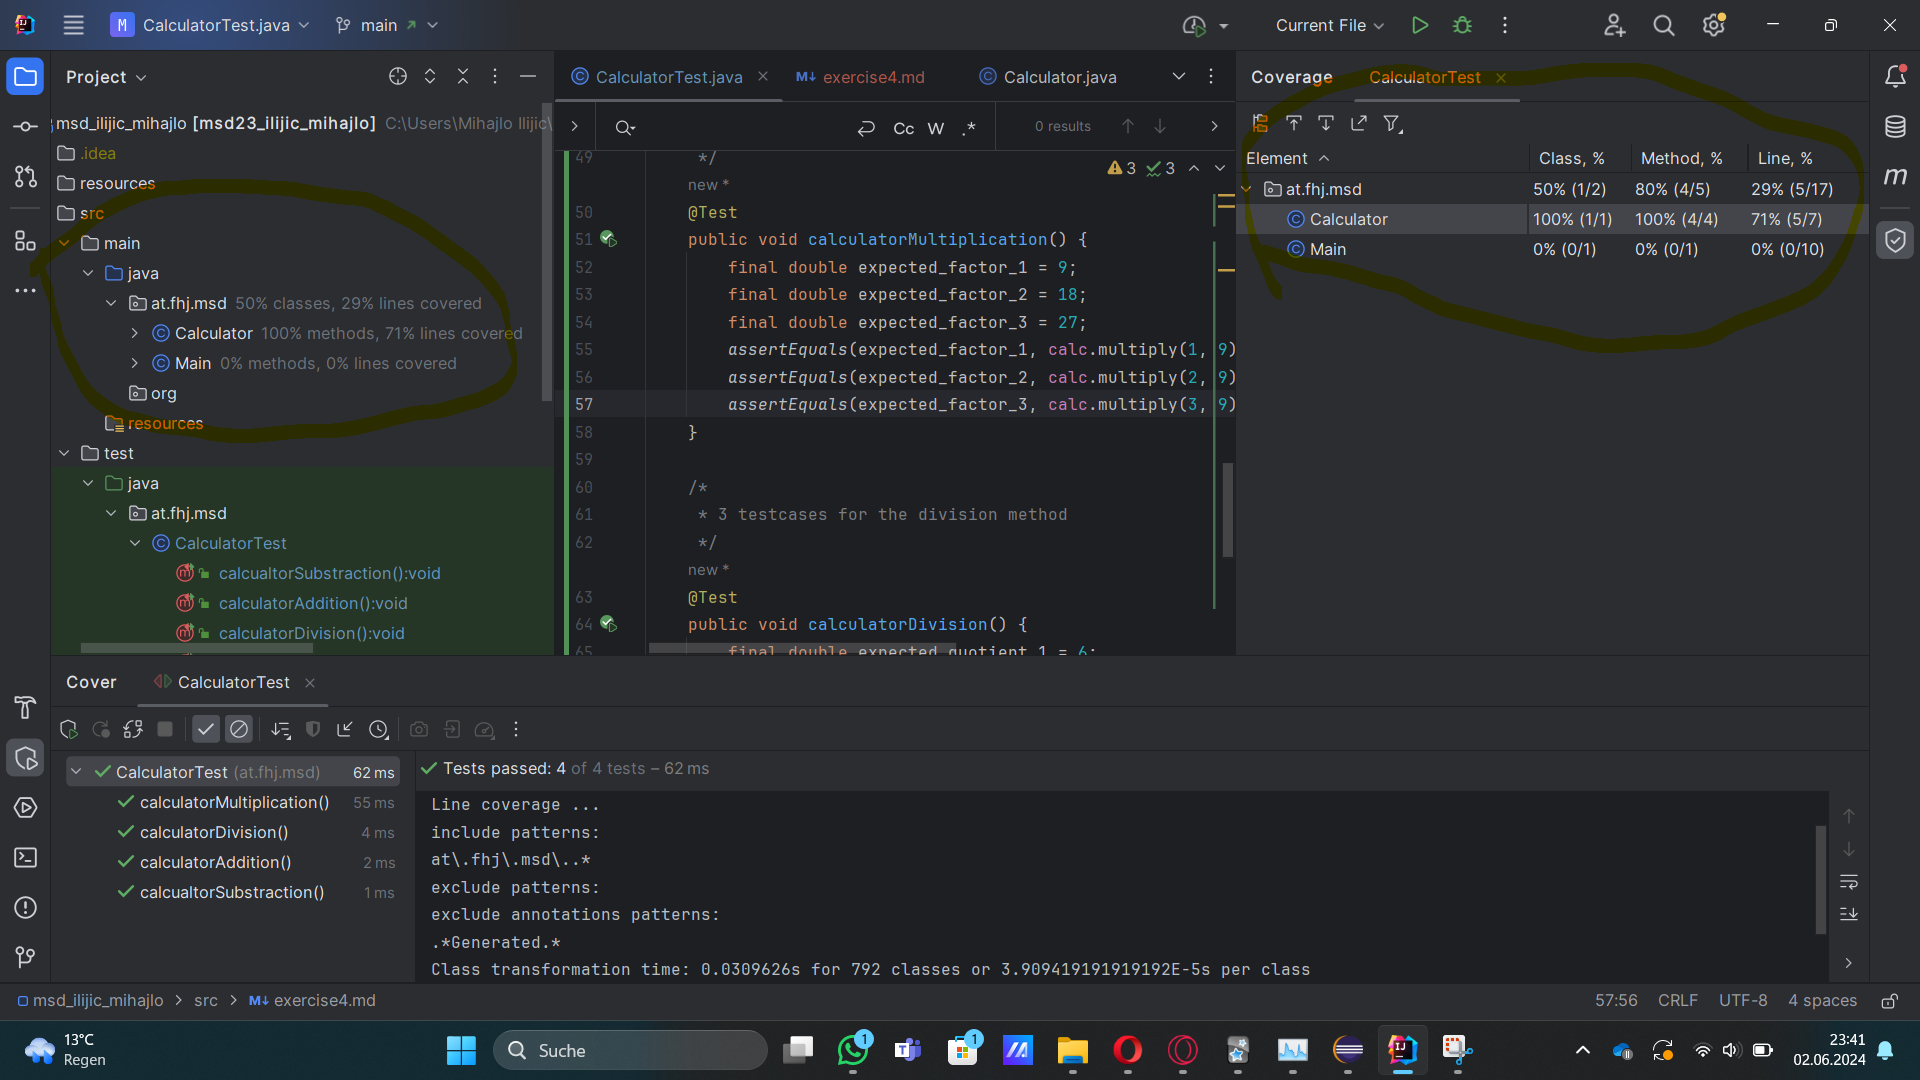 M CalculatorTest.java main Current File
Project
msd_ilijic_mihajlo [msd23_ilijic_mihajlo] C:\Users\Mihajlo Ilijic\
.idea
resources
src
main
java
at.fhj.msd 50% classes, 29% lines covered
Calculator 100% methods, 71% lines covered
Main 0% methods, 0% lines covered
org
resources
test
java
at.fhj.msd
CalculatorTest
calcualtorSubstraction():void
calculatorAddition():void
calculatorDivision():void
CalculatorTest.java exercise4.md Calculator.java
Cc W .* 0 results
3 3
49 */
new *
50 @Test
51 public void calculatorMultiplication() {
52 final double expected_factor_1 = 9;
53 final double expected_factor_2 = 18;
54 final double expected_factor_3 = 27;
55 assertEquals(expected_factor_1, calc.multiply(1, 9)
56 assertEquals(expected_factor_2, calc.multiply(2, 9)
57 assertEquals(expected_factor_3, calc.multiply(3, 9)
58 }
59
60 /*
61 * 3 testcases for the division method
62 */
new *
63 @Test
64 public void calculatorDivision() {
65 final double expected_quotient_1 = 6;
Coverage CalculatorTest
Element Class, % Method, % Line, %
at.fhj.msd 50% (1/2) 80% (4/5) 29% (5/17)
Calculator 100% (1/1) 100% (4/4) 71% (5/7)
Main 0% (0/1) 0% (0/1) 0% (0/10)
Cover CalculatorTest
CalculatorTest (at.fhj.msd) 62 ms
calculatorMultiplication() 55 ms
calculatorDivision() 4 ms
calculatorAddition() 2 ms
calcualtorSubstraction() 1 ms
Tests passed: 4 of 4 tests – 62 ms
Line coverage ...
include patterns:
at\.fhj\.msd\..*
exclude patterns:
exclude annotations patterns:
.*Generated.*
Class transformation time: 0.0309626s for 792 classes or 3.909419191919192E-5s per class
msd_ilijic_mihajlo > src > exercise4.md 57:56 CRLF UTF-8 4 spaces
13°C
Regen
Suche
1
1
23:41
02.06.2024